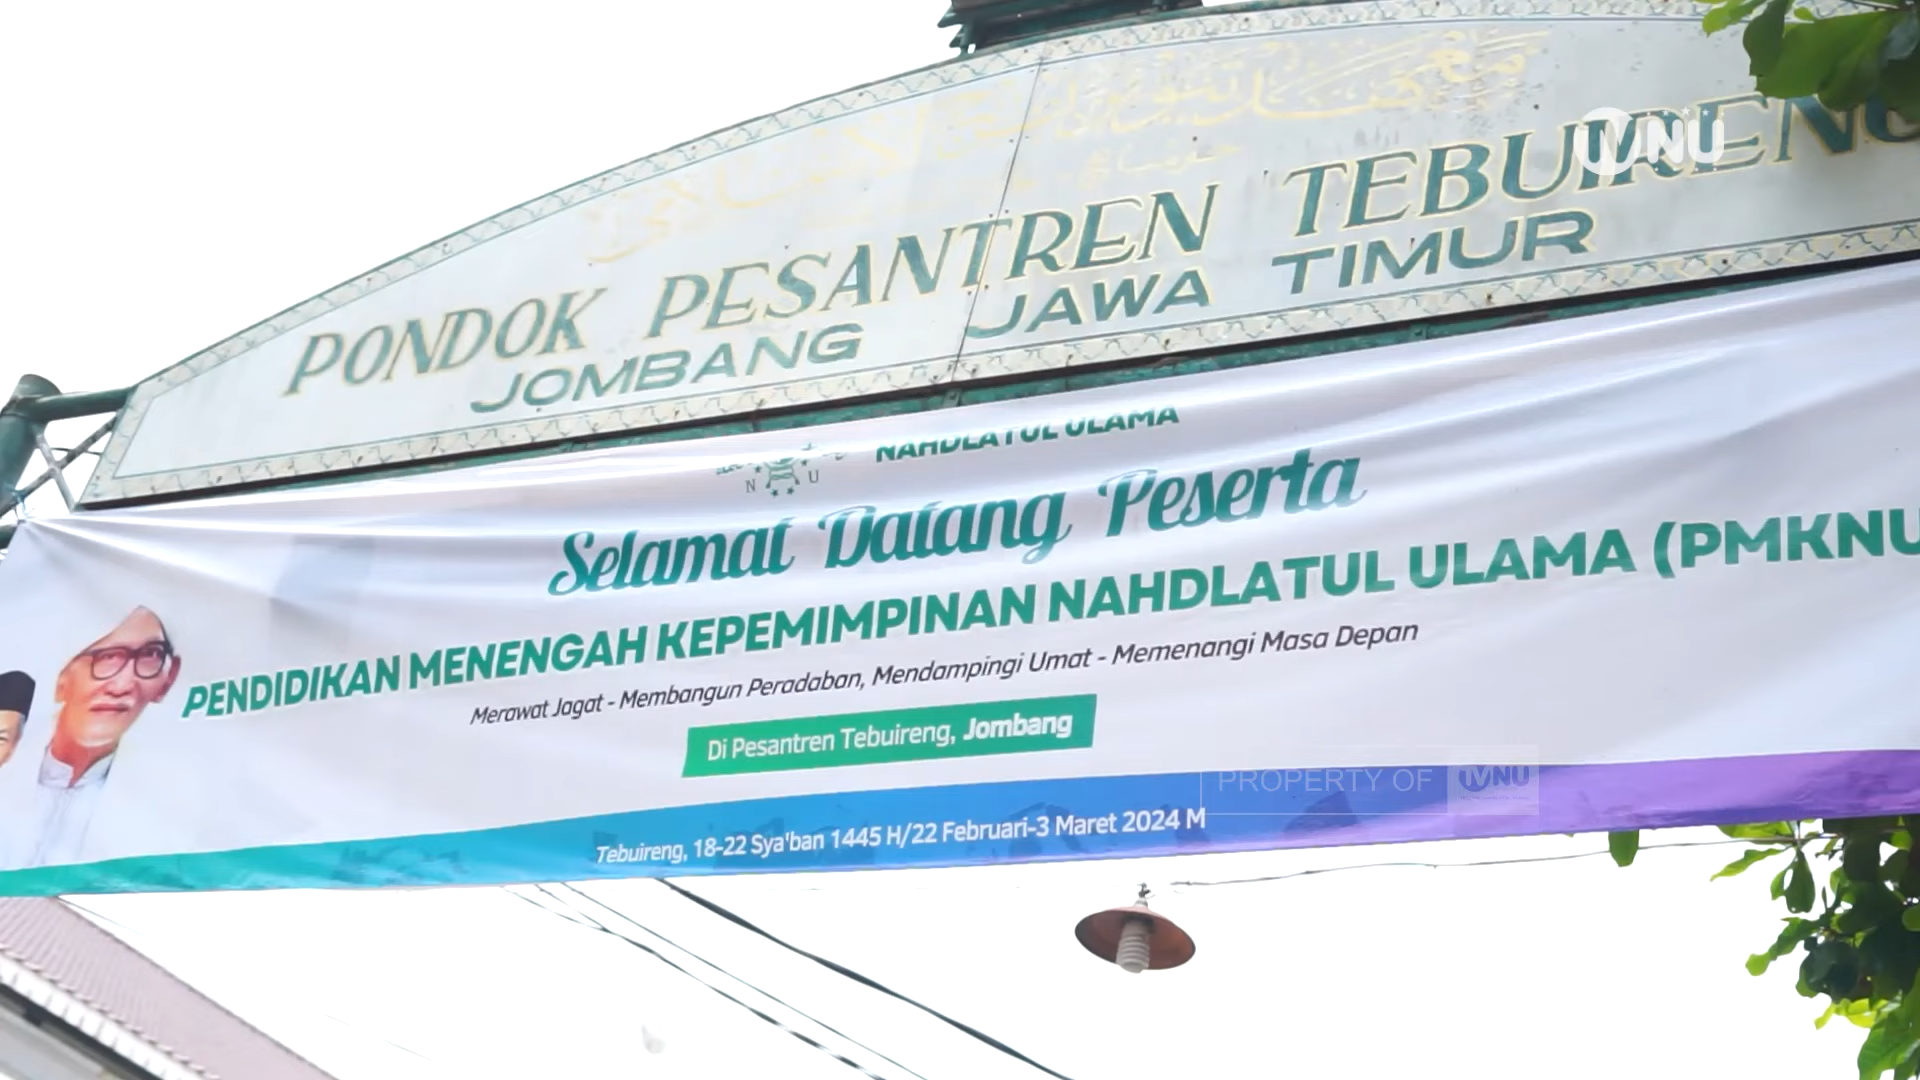 TVNU
PONDOK PESANTREN TEBUIRENG
JOMBANG JAWA TIMUR
N U
NAHDLATUL ULAMA
Selamat Datang Peserta
PENDIDIKAN MENENGAH KEPEMIMPINAN NAHDLATUL ULAMA (PMKNU
Merawat Jagat - Membangun Peradaban, Mendampingi Umat - Memenangi Masa Depan
Di Pesantren Tebuireng, Jombang
PROPERTY OF TVNU
Tebuireng, 18-22 Sya'ban 1445 H/22 Februari-3 Maret 2024 M